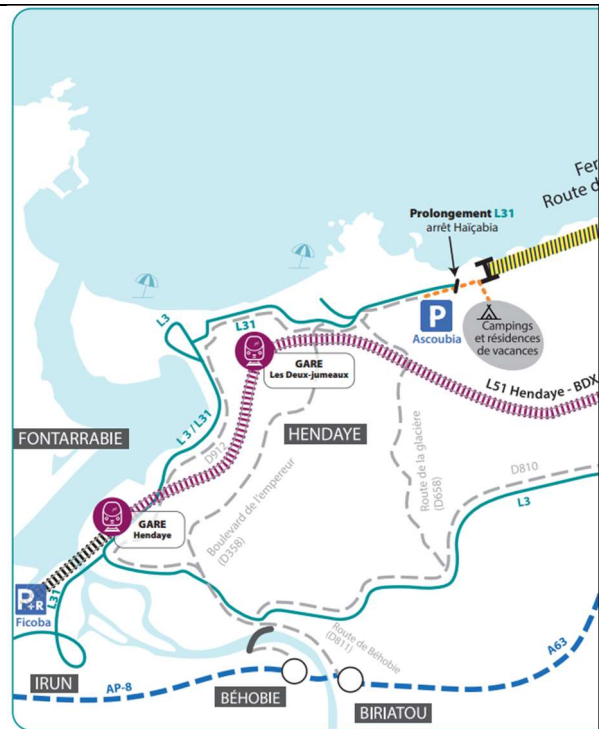 Fer
Route d
Prolongement L31
arrêt Haïçabia
P
Ascoubia
Campings
et résidences
de vacances
L3
L31
GARE
Les Deux-jumeaux
L51 Hendaye - BDX
FONTARRABIE
L3 / L31
D912
HENDAYE
Boulevard de l'empereur
(D358)
Route de la glacière
(D658)
D810
L3
GARE
Hendaye
P+R
Ficoba
L31
Route de Béhobie
(D811)
IRUN
AP-8
BÉHOBIE
BIRIATOU
A63